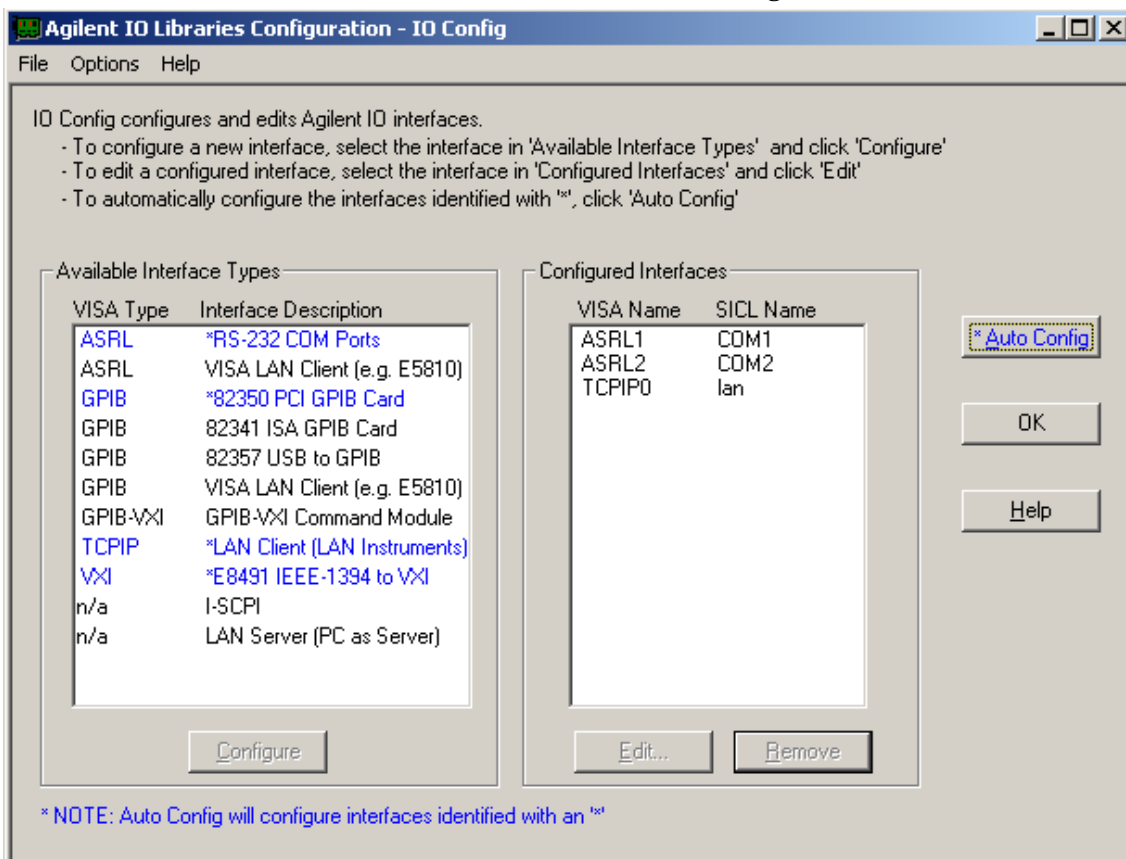 Agilent IO Libraries Configuration - IO Config
File Options Help
IO Config configures and edits Agilent IO interfaces.
- To configure a new interface, select the interface in 'Available Interface Types' and click 'Configure'
- To edit a configured interface, select the interface in 'Configured Interfaces' and click 'Edit'
- To automatically configure the interfaces identified with '*', click 'Auto Config'
Available Interface Types
VISA Type Interface Description
ASRL *RS-232 COM Ports
ASRL VISA LAN Client (e.g. E5810)
GPIB *82350 PCI GPIB Card
GPIB 82341 ISA GPIB Card
GPIB 82357 USB to GPIB
GPIB VISA LAN Client (e.g. E5810)
GPIB-VXI GPIB-VXI Command Module
TCPIP *LAN Client (LAN Instruments)
VXI *E8491 IEEE-1394 to VXI
n/a I-SCPI
n/a LAN Server (PC as Server)
Configure
Configured Interfaces
VISA Name SICL Name
ASRL1 COM1
ASRL2 COM2
TCPIP0 lan
Edit... Remove
* Auto Config
OK
Help
* NOTE: Auto Config will configure interfaces identified with an '*'